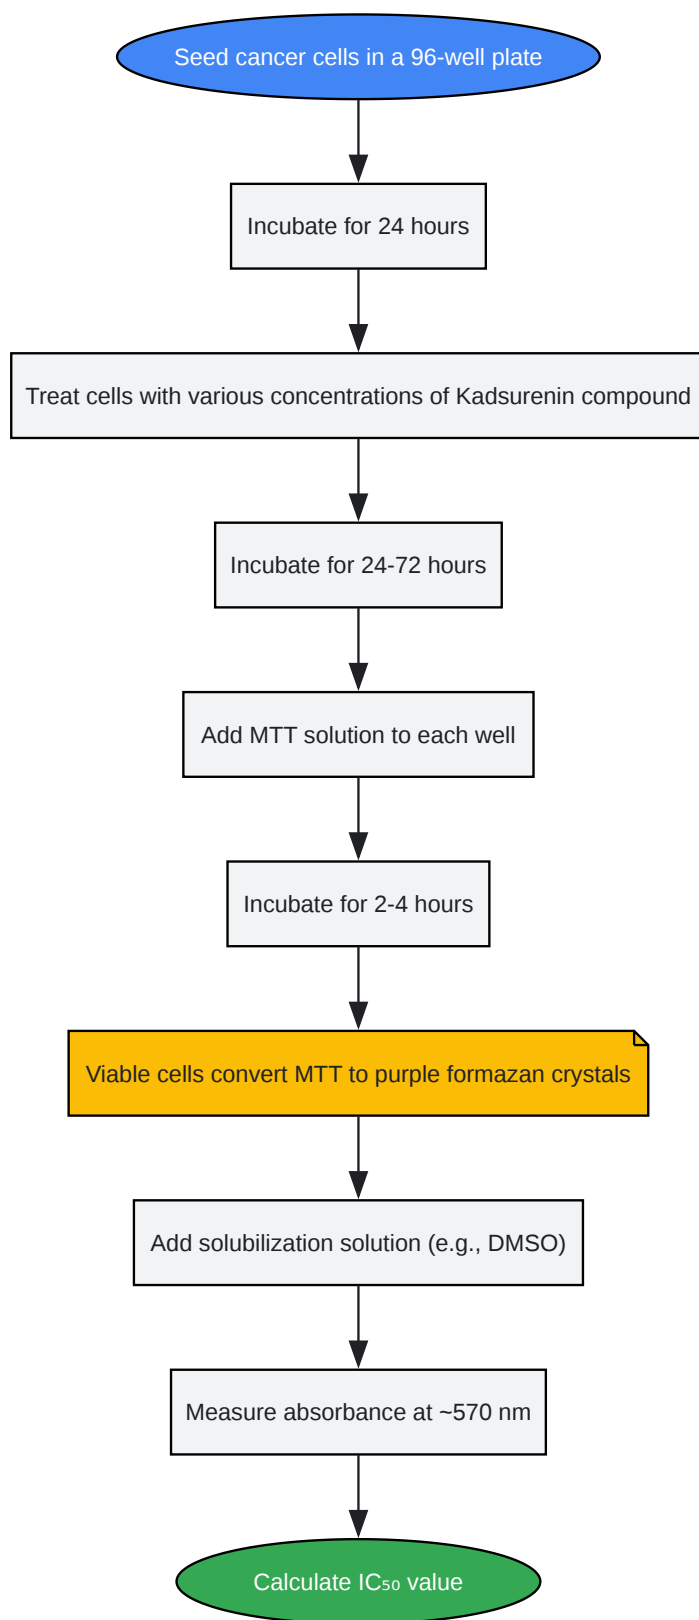 Seed cancer cells in a 96-well plate
Incubate for 24 hours
Treat cells with various concentrations of Kadsurenin compound
Incubate for 24-72 hours
Add MTT solution to each well
Incubate for 2-4 hours
Viable cells convert MTT to purple formazan crystals
Add solubilization solution (e.g., DMSO)
Measure absorbance at ~570 nm
Calculate IC₅₀ value